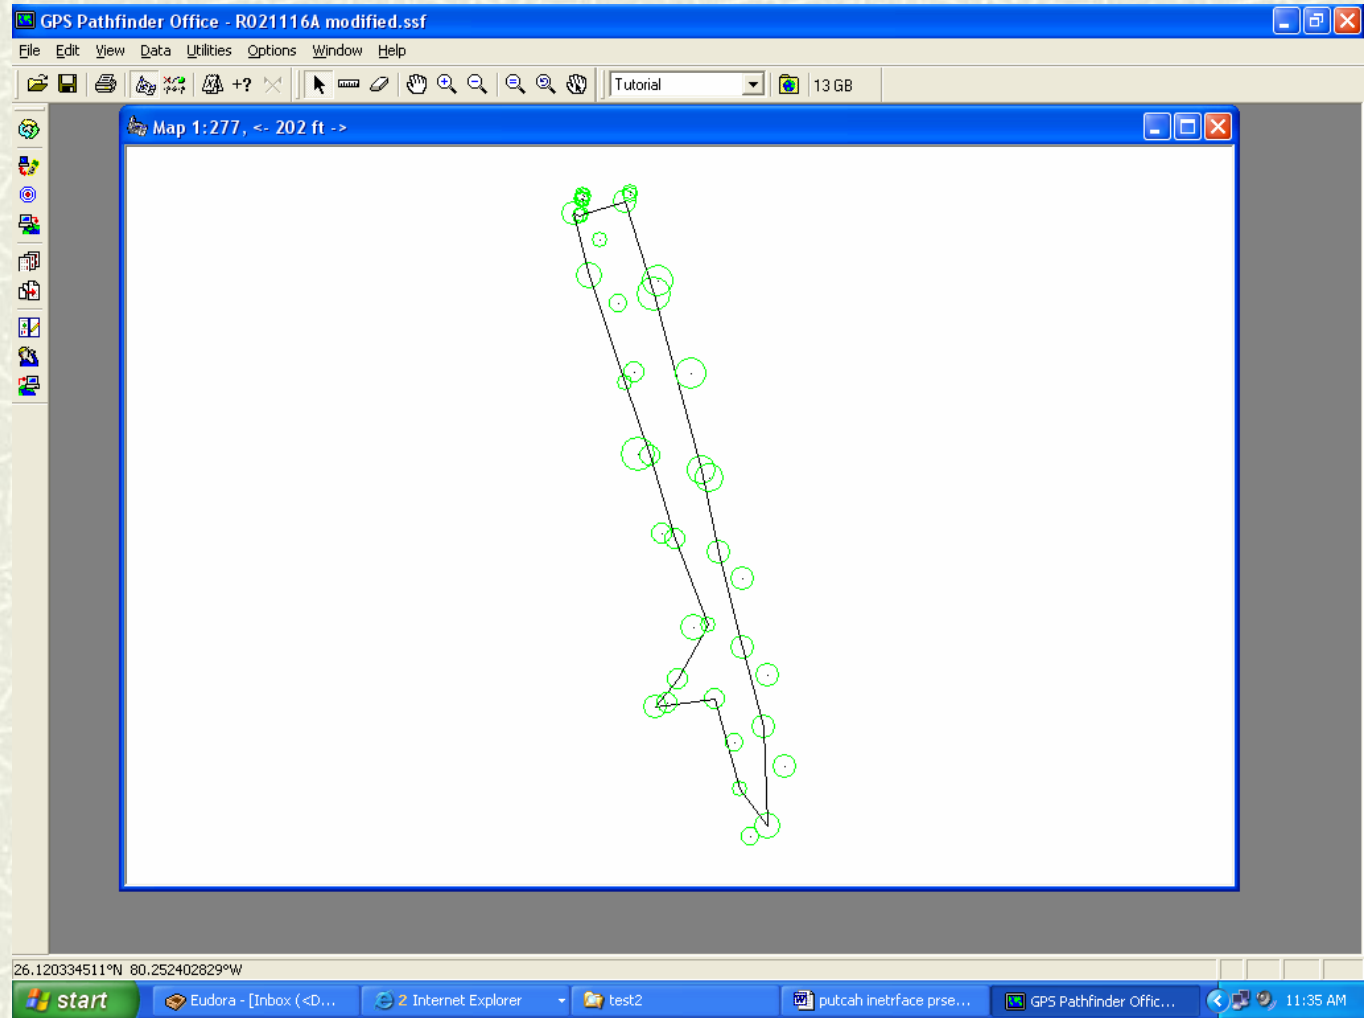 GPS Pathfinder Office - R021116A modified.ssf
File Edit View Data Utilities Options Window Help
+? Tutorial 13 GB
Map 1:277, <- 202 ft ->
26.120334511°N 80.252402829°W
start Eudora - [Inbox (<D... 2 Internet Explorer test2 putcah inetrface prse... GPS Pathfinder Offic... 11:35 AM